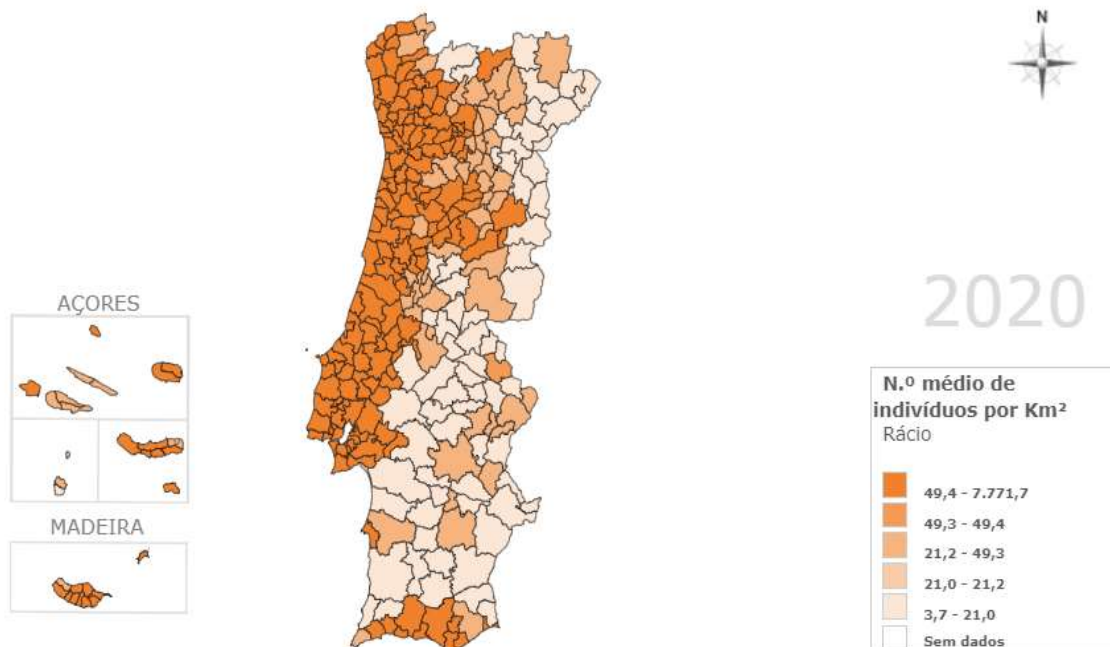 N
AÇORES
MADEIRA
2020
N.º médio de
indivíduos por Km²
Rácio
49,4 - 7.771,7
49,3 - 49,4
21,2 - 49,3
21,0 - 21,2
3,7 - 21,0
Sem dados